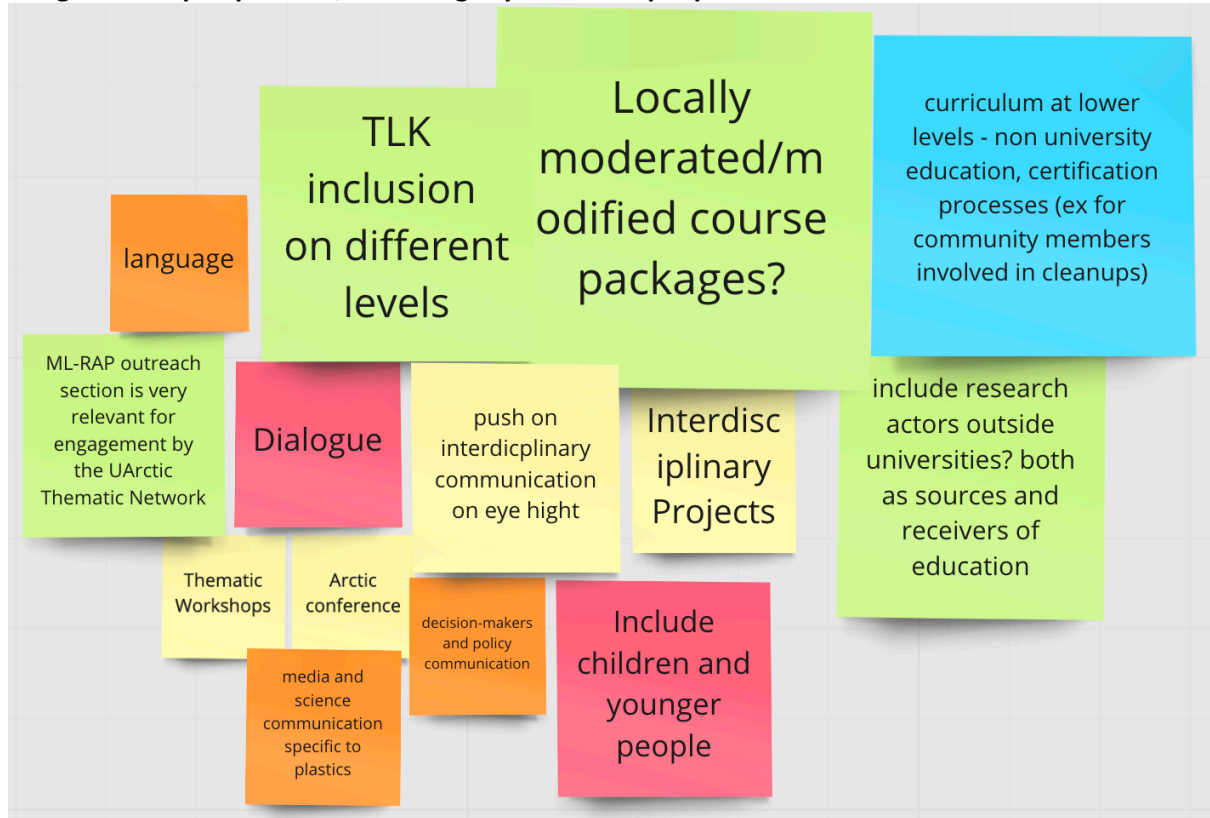 TLK
inclusion
on different
levels
Locally
moderated/m
odified course
packages?
curriculum at lower
levels - non university
education, certification
processes (ex for
community members
involved in cleanups)
language
ML-RAP outreach
section is very
relevant for
engagement by
the UArctic
Thematic Network
Dialogue
push on
interdicplinary
communication
on eye hight
Interdisc
iplinary
Projects
include research
actors outside
universities? both
as sources and
receivers of
education
Thematic
Workshops
Arctic
conference
decision-makers
and policy
communication
media and
science
communication
specific to
plastics
Include
children and
younger
people